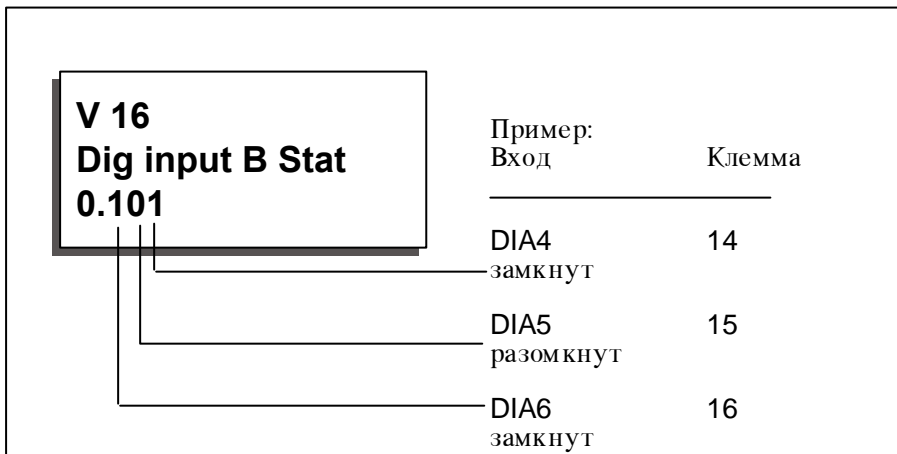 V 16
Dig input B Stat
0.101
Пример:
Вход Клемма
DIA4 14
замкнут
DIA5 15
разомкнут
DIA6 16
замкнут